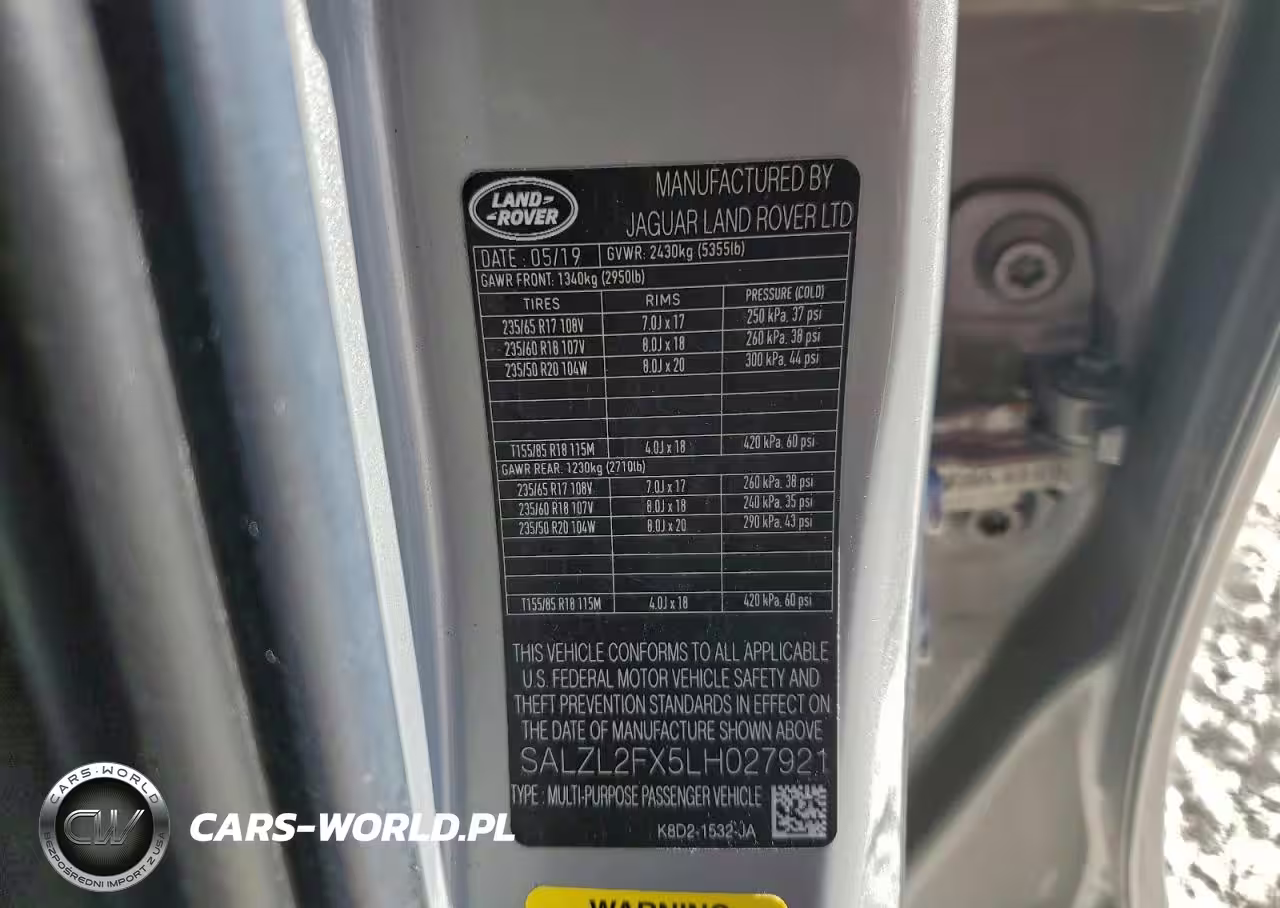 LAND-
-ROVER
MANUFACTURED BY
JAGUAR LAND ROVER LTD
DATE : 05/19 GVWR: 2430kg (5355lb)
GAWR FRONT: 1340kg (2950lb)
TIRES RIMS PRESSURE (COLD)
235/65 R17 108V 7.0J x 17 250 kPa, 37 psi
235/60 R18 107V 8.0J x 18 260 kPa, 38 psi
235/50 R20 104W 8.0J x 20 300 kPa, 44 psi
T155/85 R18 115M 4.0J x 18 420 kPa, 60 psi
GAWR REAR: 1230kg (2710lb)
235/65 R17 108V 7.0J x 17 260 kPa, 38 psi
235/60 R18 107V 8.0J x 18 240 kPa, 35 psi
235/50 R20 104W 8.0J x 20 290 kPa, 43 psi
T155/85 R18 115M 4.0J x 18 420 kPa, 60 psi
THIS VEHICLE CONFORMS TO ALL APPLICABLE
U.S. FEDERAL MOTOR VEHICLE SAFETY AND
THEFT PREVENTION STANDARDS IN EFFECT ON
THE DATE OF MANUFACTURE SHOWN ABOVE
SALZL2FX5LH027921
TYPE : MULTI-PURPOSE PASSENGER VEHICLE
K8D2-1532-JA
WARNING
CARS-WORLD
CW
BEZPOŚREDNI IMPORT Z USA
CARS-WORLD.PL